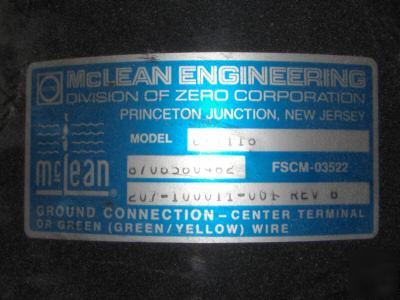 McLEAN ENGINEERING
DIVISION OF ZERO CORPORATION
PRINCETON JUNCTION, NEW JERSEY
MODEL
mcLean FSCM-03522
REV B
GROUND CONNECTION-CENTER TERMINAL
OR GREEN (GREEN/YELLOW) WIRE